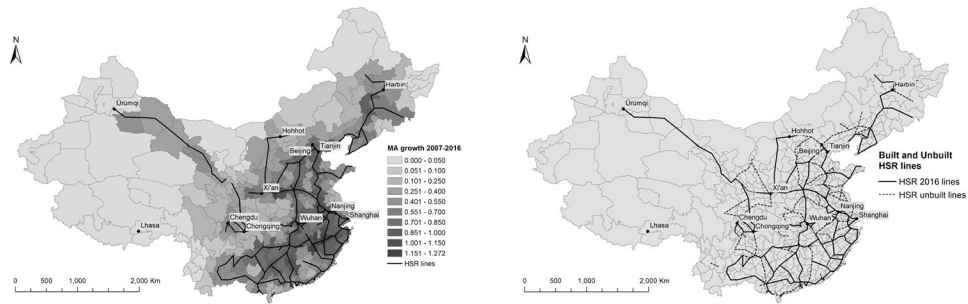 N
Harbin
Ürümqi
Hohhot
Beijing
Tianjin
Xi'an
Nanjing
Shanghai
Chengdu
Wuhan
Chongqing
Lhasa
MA growth 2007-2016
0.000 - 0.050
0.051 - 0.100
0.101 - 0.250
0.251 - 0.400
0.401 - 0.550
0.551 - 0.700
0.701 - 0.850
0.851 - 1.000
1.001 - 1.150
1.151 - 1.272
HSR lines
0 500 1,000 2,000 Km
N
Harbin
Ürümqi
Hohhot
Beijing
Tianjin
Xi'an
Nanjing
Shanghai
Chengdu
Wuhan
Chongqing
Lhasa
Built and Unbuilt
HSR lines
HSR 2016 lines
HSR unbuilt lines
0 500 1,000 2,000 Km